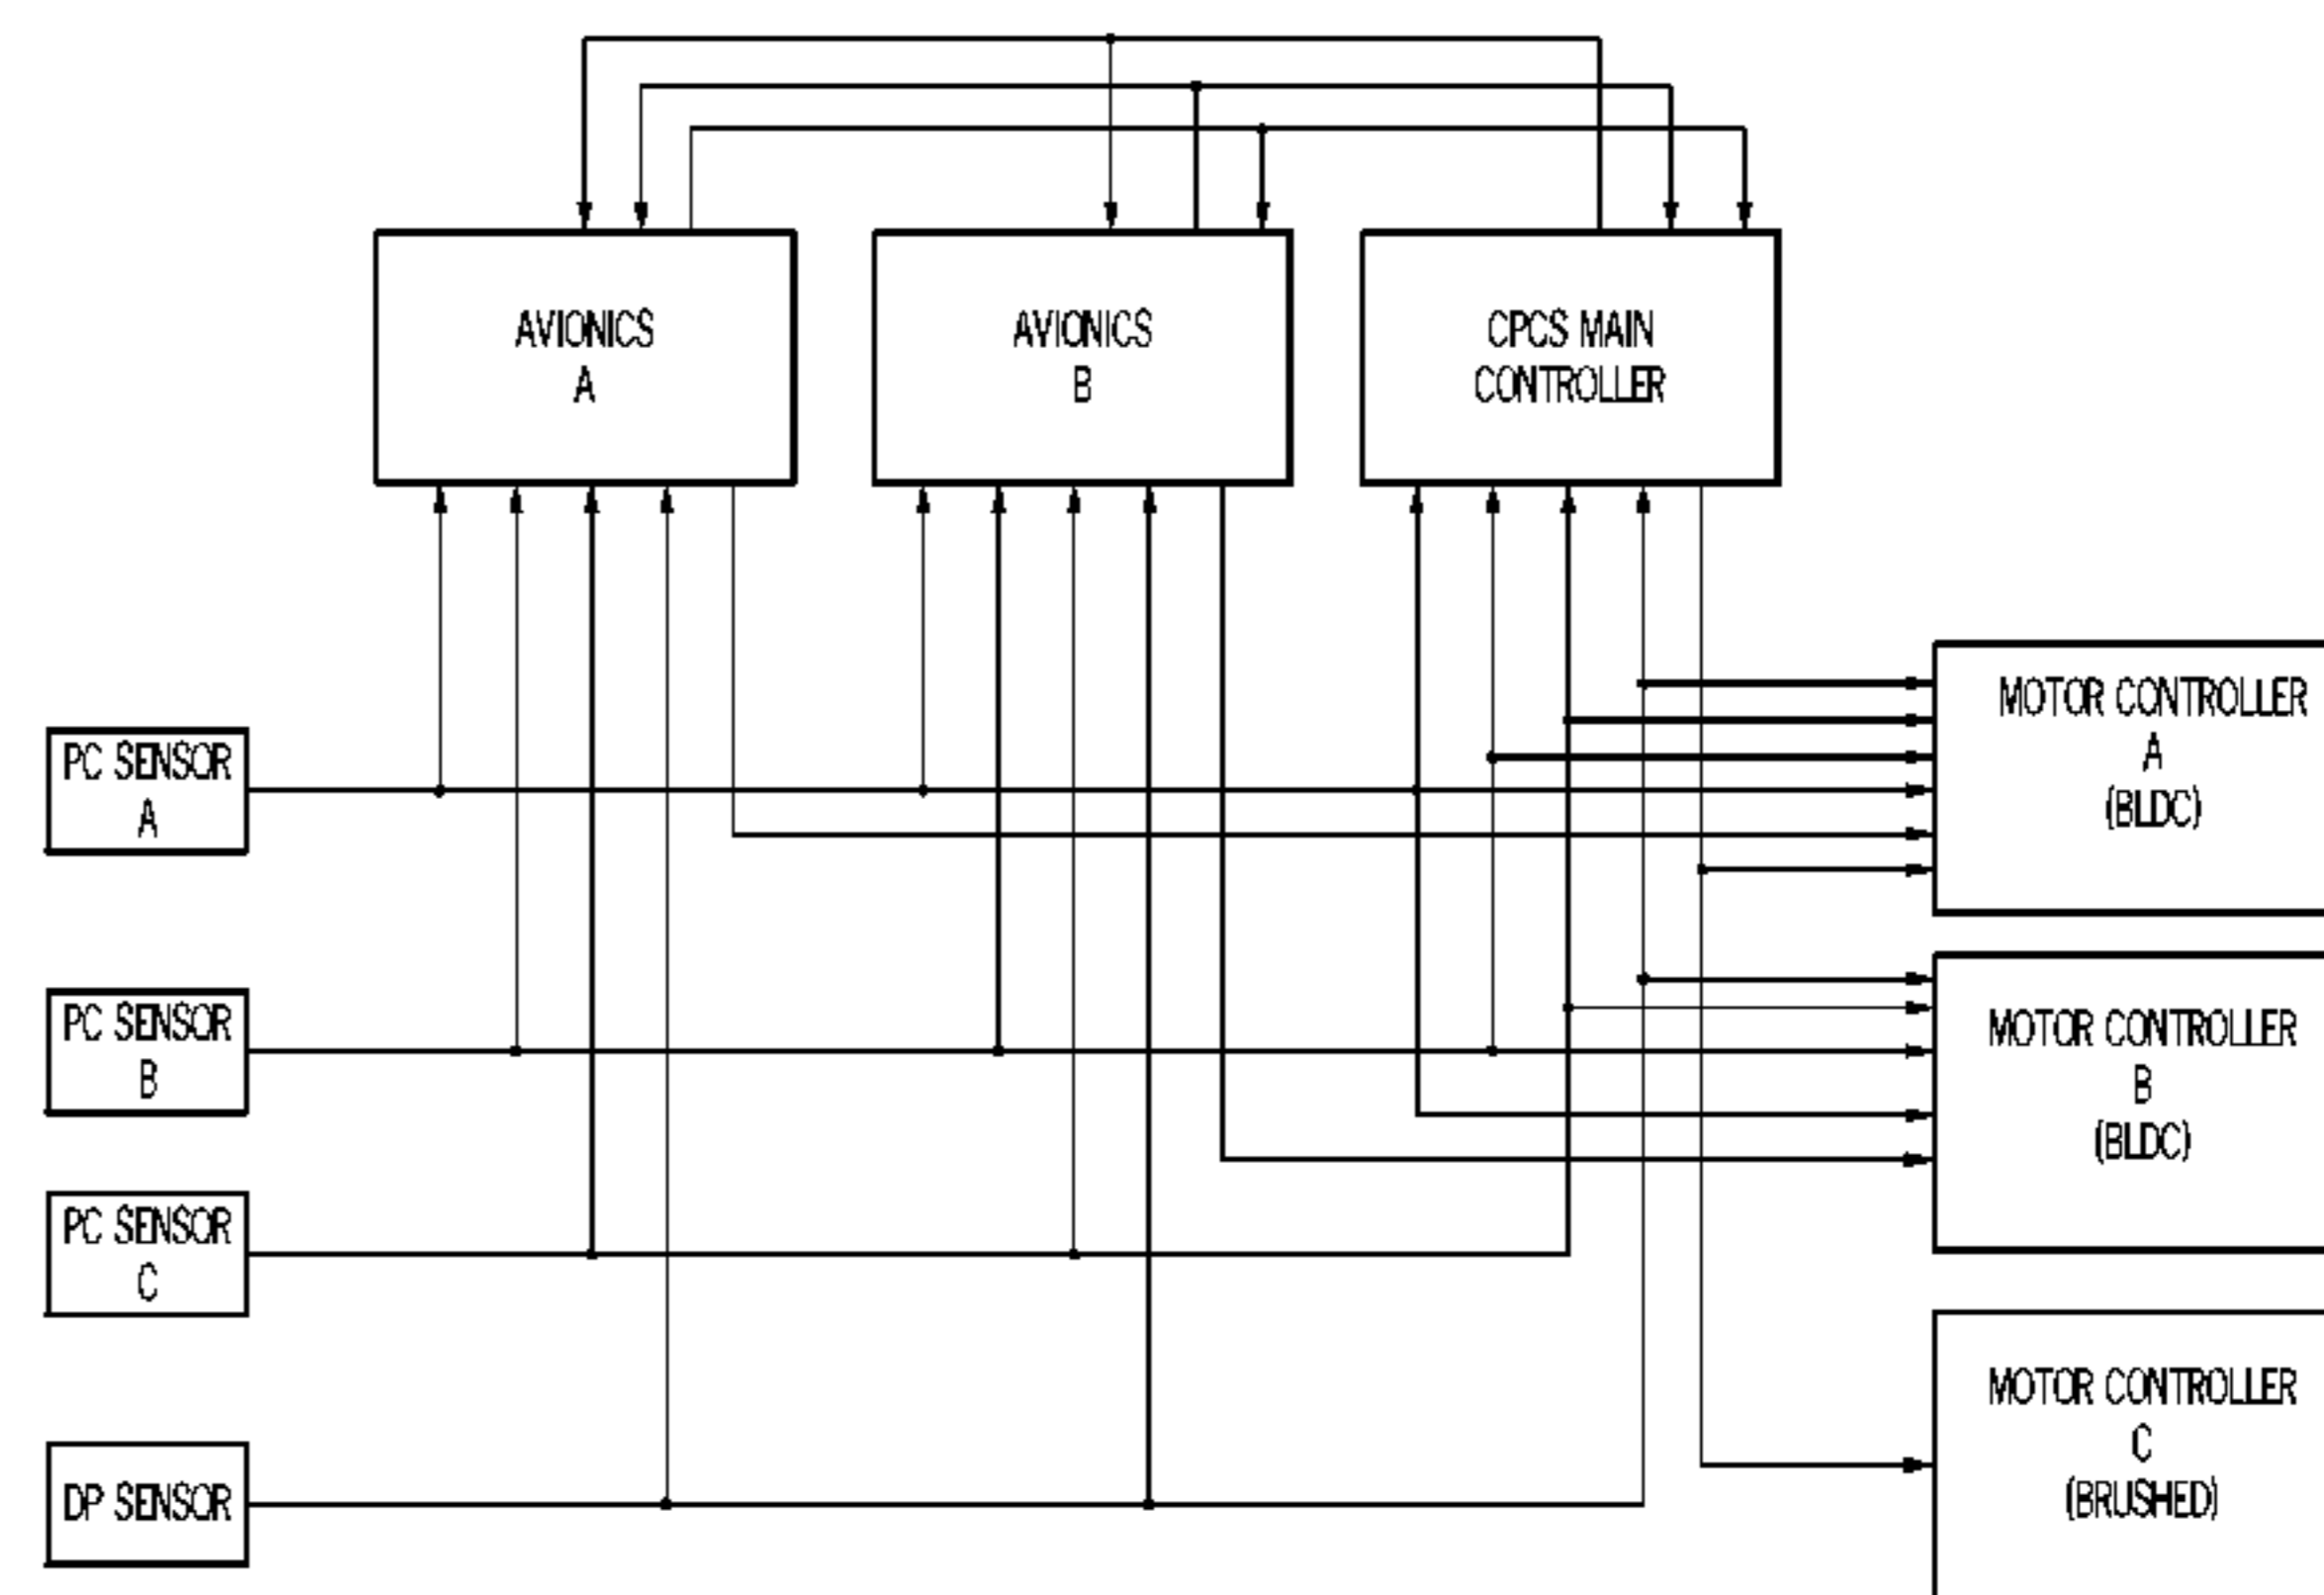 AVIONICS
A
AVIONICS
B
CPCS MAIN
CONTROLLER
PC SENSOR
A
PC SENSOR
B
PC SENSOR
C
DP SENSOR
MOTOR CONTROLLER
A
(BLDC)
MOTOR CONTROLLER
B
(BLDC)
MOTOR CONTROLLER
C
(BRUSHED)